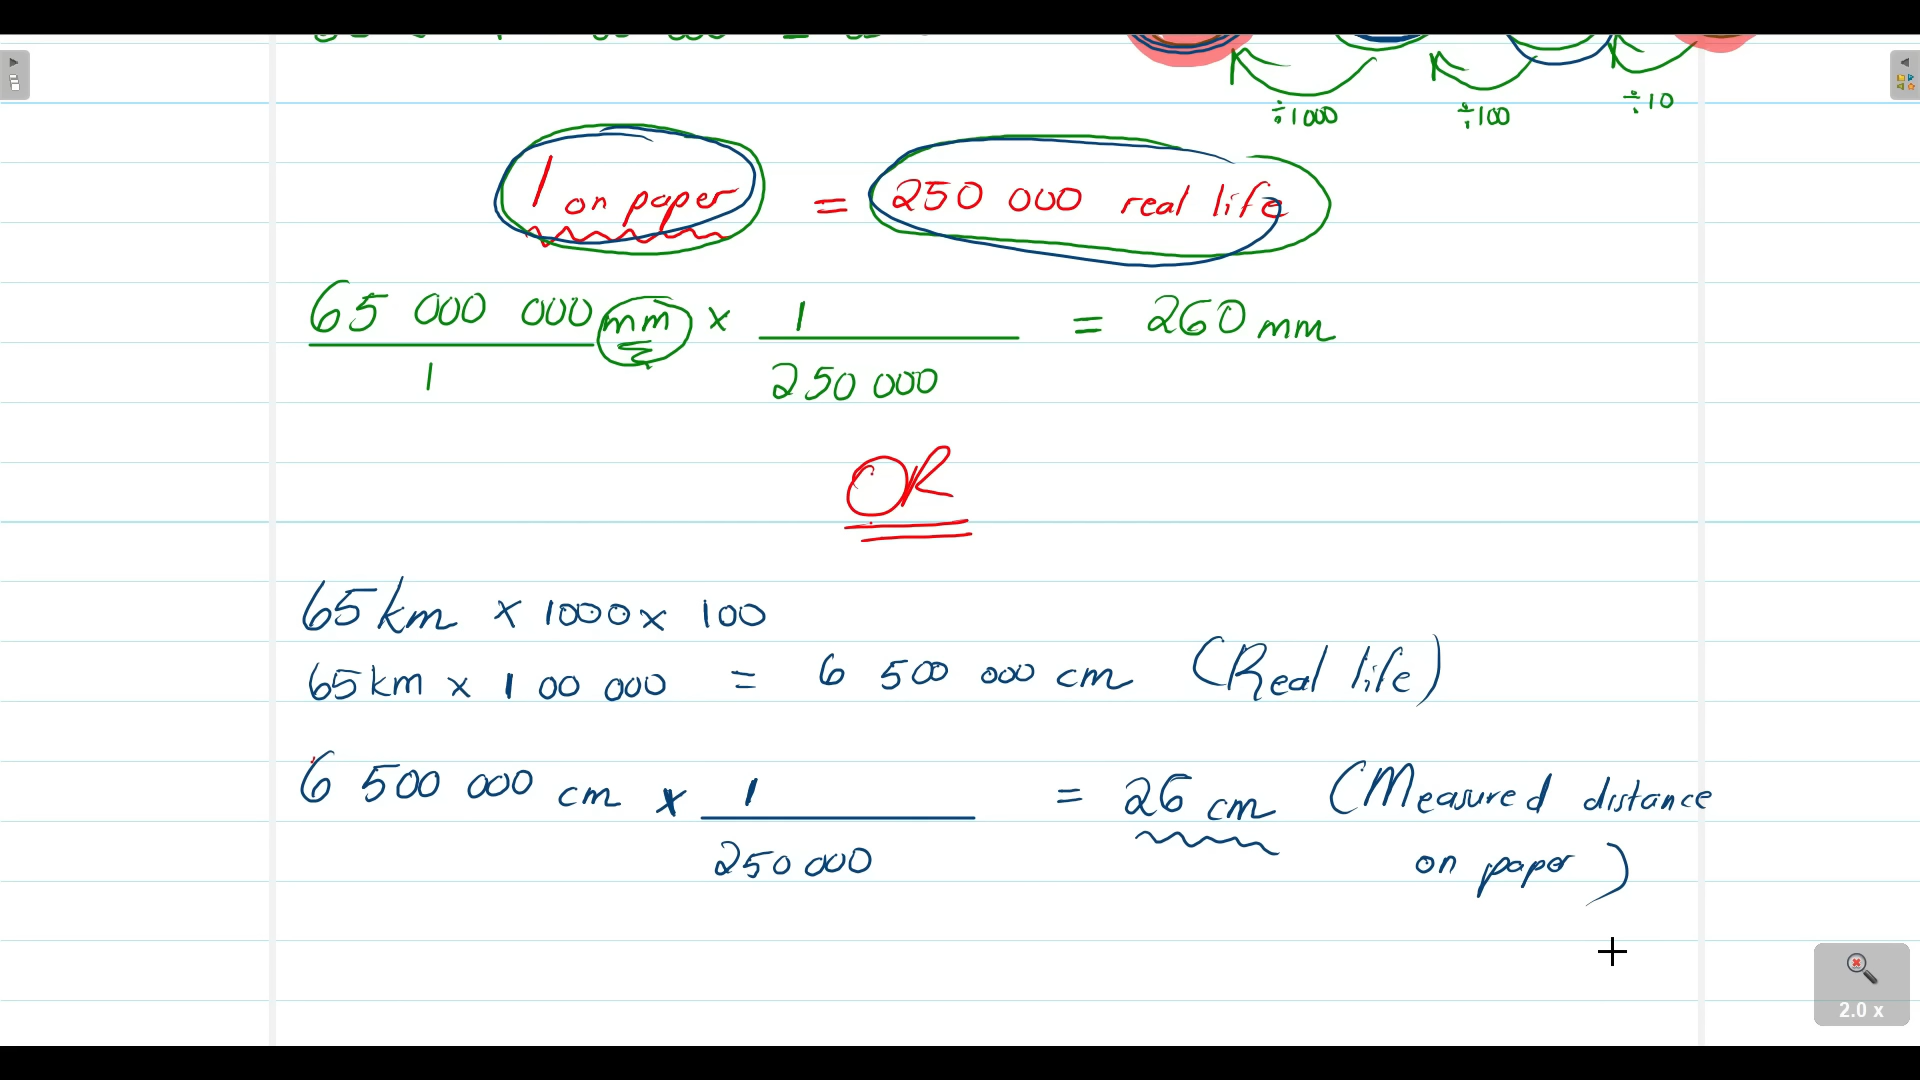 ÷1000 ÷100 ÷10
1 on paper = 250 000 real life
65 000 000 mm × 1 = 260 mm
1 250 000
OR
65 km × 1000 × 100
65 km × 100 000 = 6 500 000 cm (Real life)
6 500 000 cm × 1 = 26 cm (Measured distance
250 000 on paper)
2.0 x